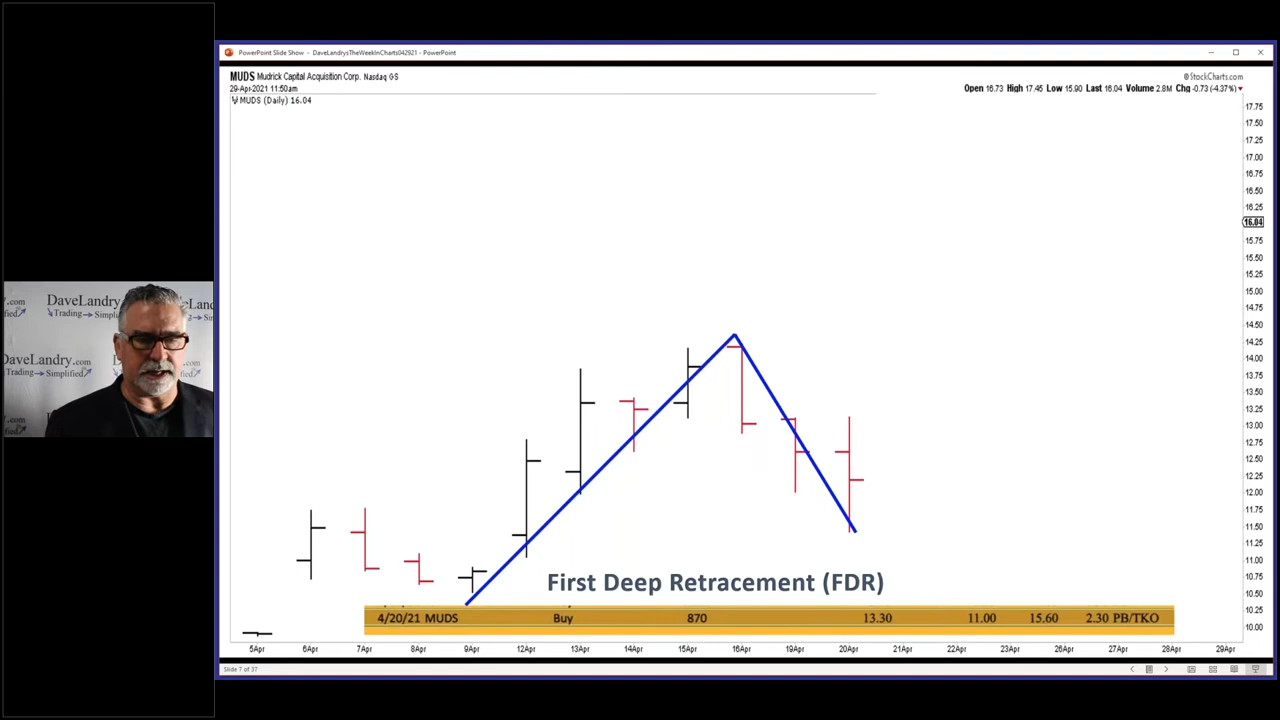 PowerPoint Slide Show - DaveLandrysTheWeekInCharts042921 - PowerPoint
MUDS Mudrick Capital Acquisition Corp. Nasdaq GS
© StockCharts.com
29-Apr-2021 11:50am
Open 16.73 High 17.45 Low 15.90 Last 16.04 Volume 2.8M Chg -0.73 (-4.37%)
MUDS (Daily) 16.04
17.75
17.50
17.25
17.00
16.75
16.50
16.25
16.04
15.75
15.50
15.25
15.00
14.75
14.50
14.25
14.00
13.75
13.50
13.25
13.00
12.75
12.50
12.25
12.00
11.75
11.50
11.25
11.00
10.75
10.50
10.25
10.00
First Deep Retracement (FDR)
4/20/21 MUDS Buy 870 13.30 11.00 15.60 2.30 PB/TKO
5Apr 6Apr 7Apr 8Apr 9Apr 12Apr 13Apr 14Apr 15Apr 16Apr 19Apr 20Apr 21Apr 22Apr 23Apr 26Apr 27Apr 28Apr 29Apr
Slide 7 of 37
.com
DaveLandry.com
Trading Simplified
DaveLandry.com
Trading Simplified